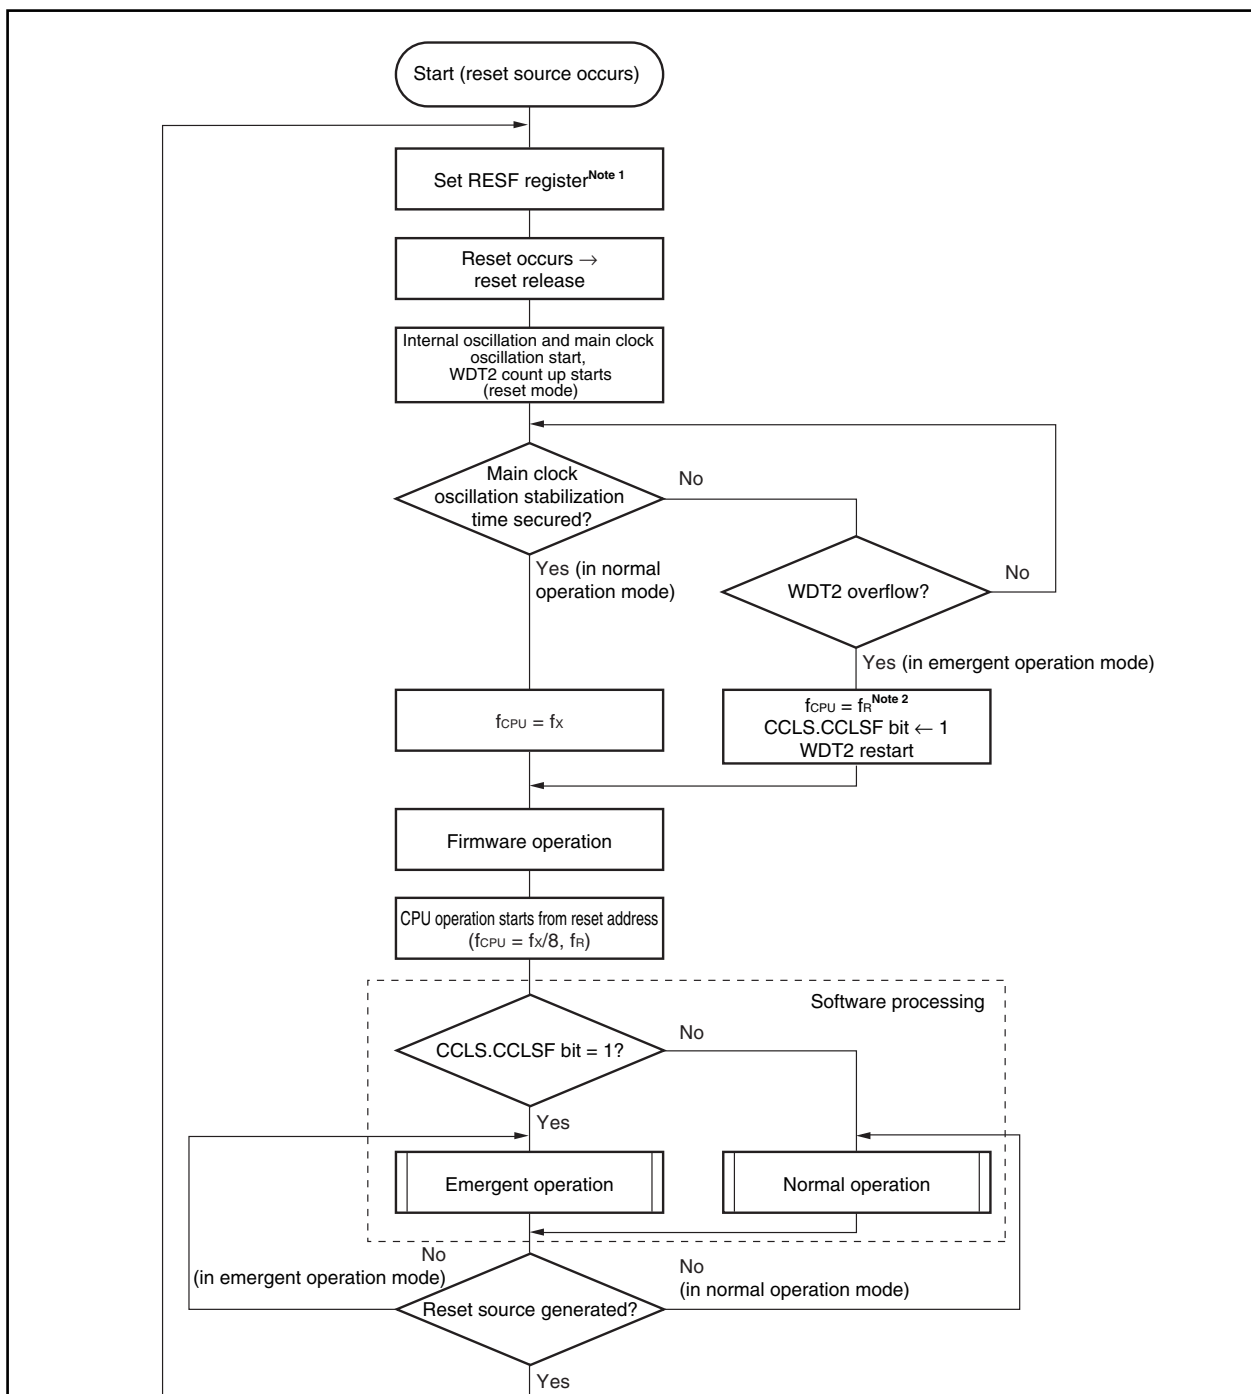 Start (reset source occurs)
Set RESF register Note 1
Reset occurs →
reset release
Internal oscillation and main clock
oscillation start,
WDT2 count up starts
(reset mode)
Main clock
oscillation stabilization
time secured?
No
Yes (in normal
operation mode)
WDT2 overflow?
No
Yes (in emergent operation mode)
fCPU = fX
fCPU = fR Note 2
CCLS.CCLSF bit ← 1
WDT2 restart
Firmware operation
CPU operation starts from reset address
(fCPU = fX/8, fR)
Software processing
CCLS.CCLSF bit = 1?
No
Yes
Emergent operation
Normal operation
No
(in emergent operation mode)
No
(in normal operation mode)
Reset source generated?
Yes